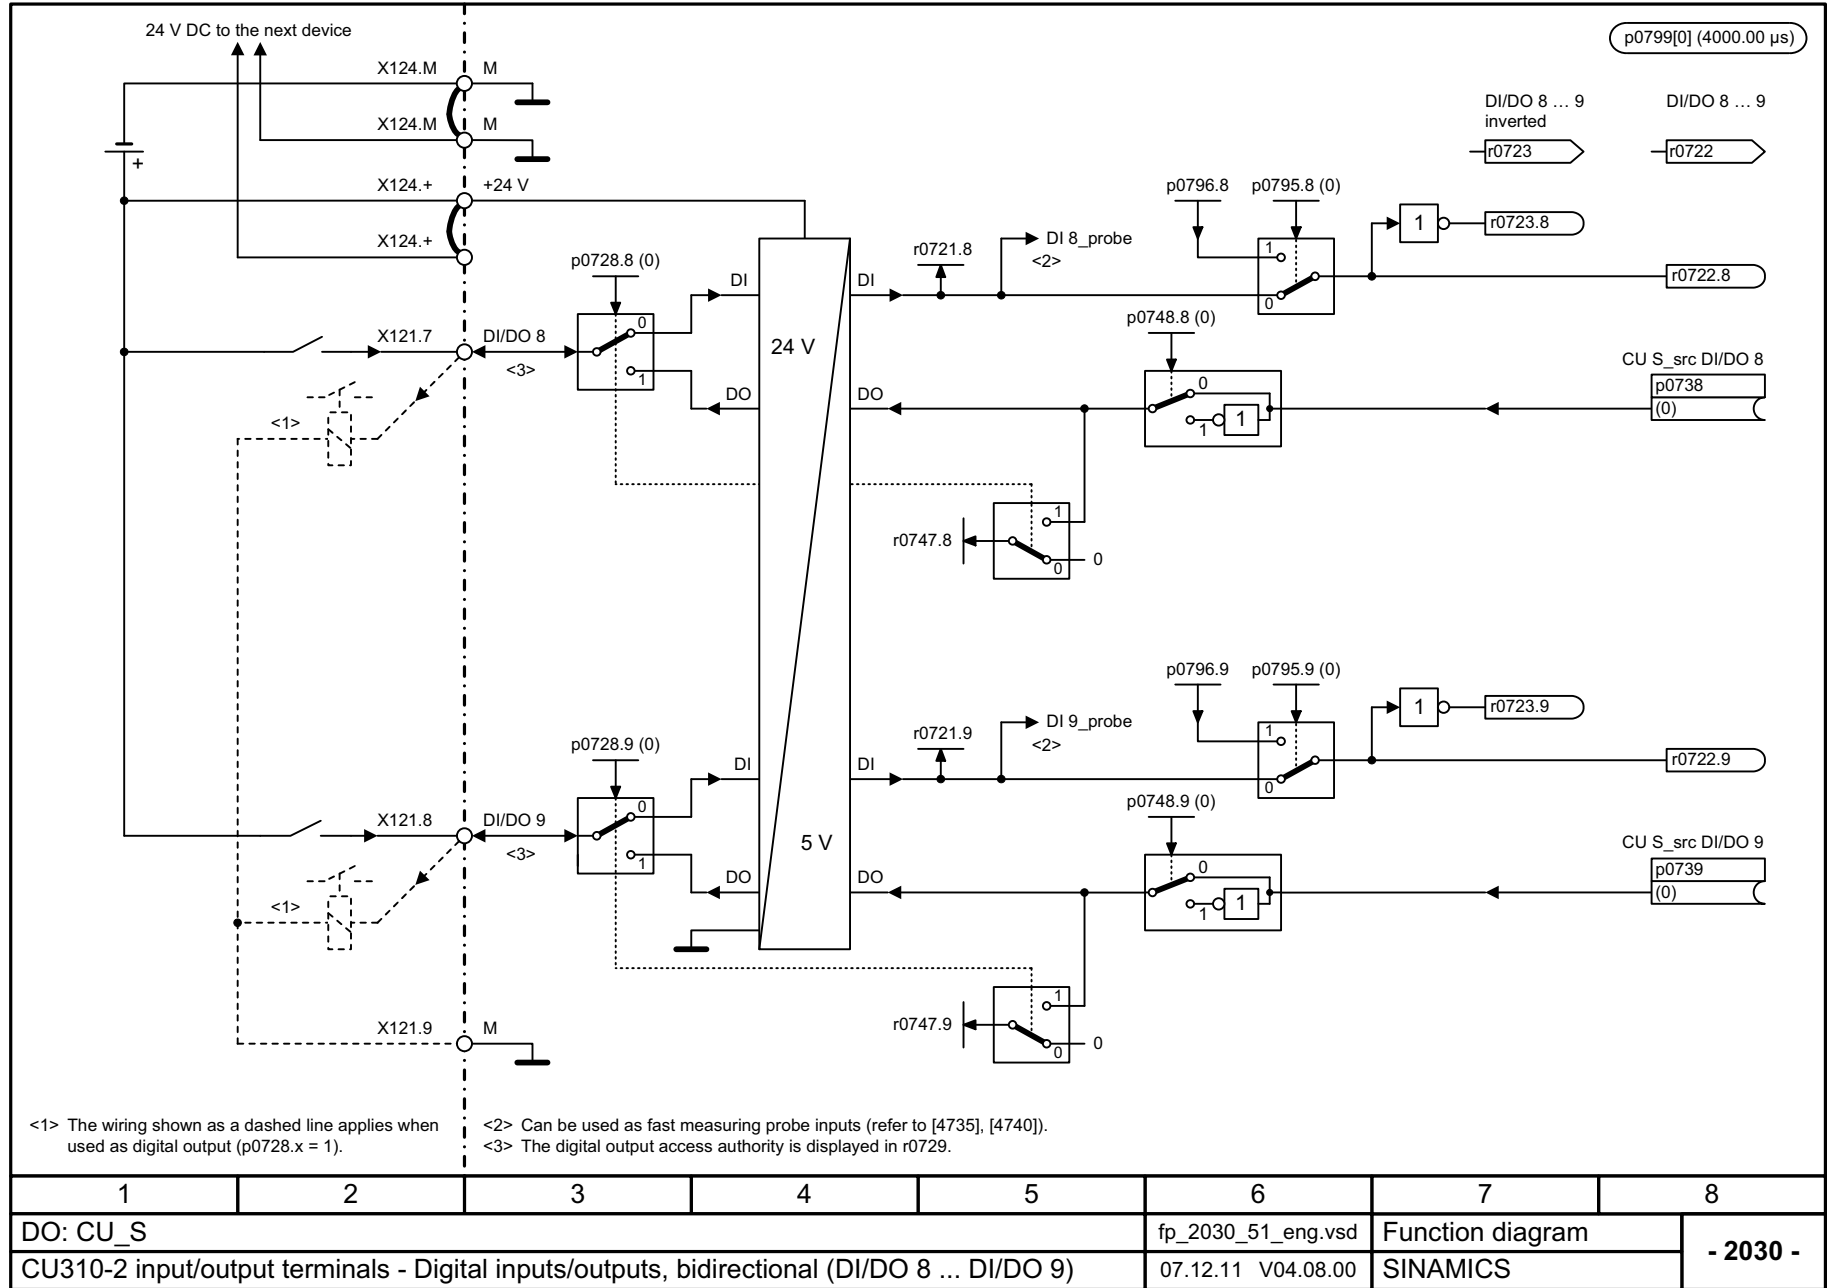 24 V DC to the next device
p0799[0] (4000.00 µs)
X124.M
M
X124.M
M
DI/DO 8 … 9
inverted
DI/DO 8 … 9
r0723
r0722
+
X124.+
+24 V
X124.+
p0796.8
p0795.8 (0)
1
r0723.8
DI 8_probe
<2>
r0721.8
p0728.8 (0)
1
0
r0722.8
DI
DI
24 V
X121.7
DI/DO 8
<3>
0
1
p0748.8 (0)
CU S_src DI/DO 8
p0738
(0)
DO
DO
0
1
1
<1>
r0747.8
1
0
0
p0796.9
p0795.9 (0)
1
r0723.9
DI 9_probe
<2>
r0721.9
p0728.9 (0)
1
0
r0722.9
DI
DI
5 V
X121.8
DI/DO 9
<3>
0
1
p0748.9 (0)
CU S_src DI/DO 9
p0739
(0)
DO
DO
0
1
1
<1>
r0747.9
1
0
0
X121.9
M
<1> The wiring shown as a dashed line applies when
used as digital output (p0728.x = 1).
<2> Can be used as fast measuring probe inputs (refer to [4735], [4740]).
<3> The digital output access authority is displayed in r0729.
1 2 3 4 5 6 7 8
DO: CU_S
fp_2030_51_eng.vsd
Function diagram
- 2030 -
CU310-2 input/output terminals - Digital inputs/outputs, bidirectional (DI/DO 8 ... DI/DO 9)
07.12.11 V04.08.00
SINAMICS